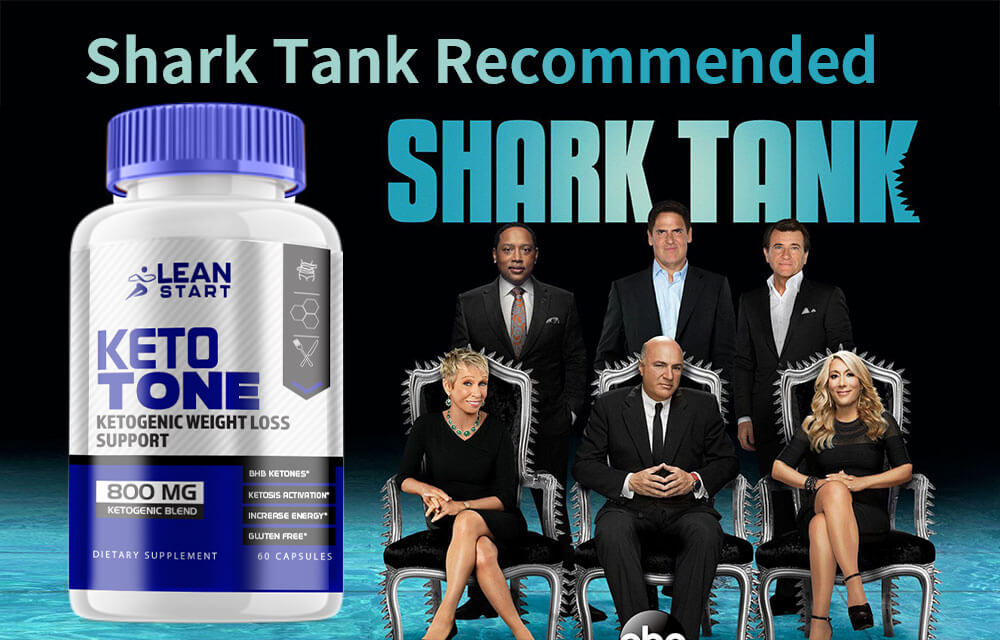 Shark Tank Recommended
SHARK TANK
LEAN
START
KETO
TONE
KETOGENIC WEIGHT LOSS
SUPPORT
800 MG
KETOGENIC BLEND
BHB KETONES*
KETOSIS ACTIVATION*
INCREASE ENERGY*
GLUTEN FREE*
DIETARY SUPPLEMENT
60 CAPSULES
abc